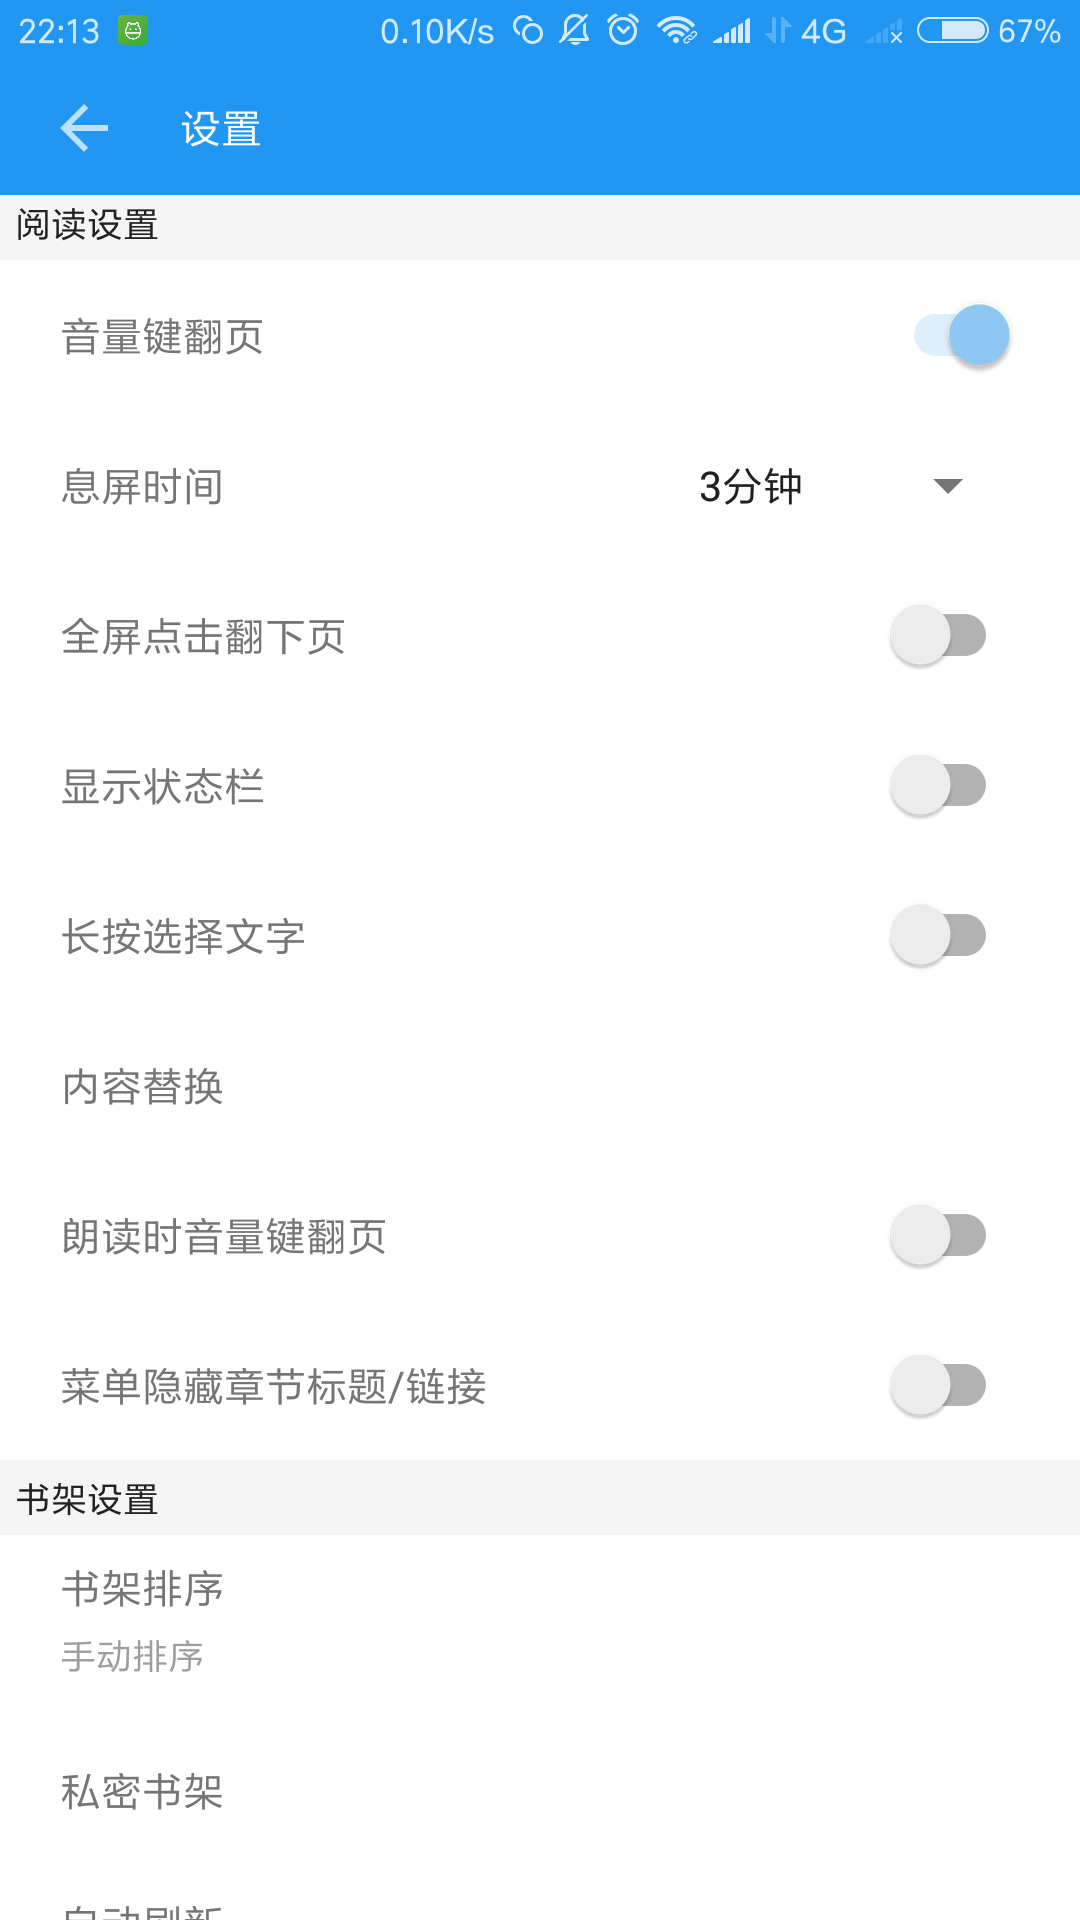 22:13 0.10K/s 4G 67%
设置
阅读设置
音量键翻页
息屏时间 3分钟
全屏点击翻下页
显示状态栏
长按选择文字
内容替换
朗读时音量键翻页
菜单隐藏章节标题/链接
书架设置
书架排序
手动排序
私密书架
自动刷新